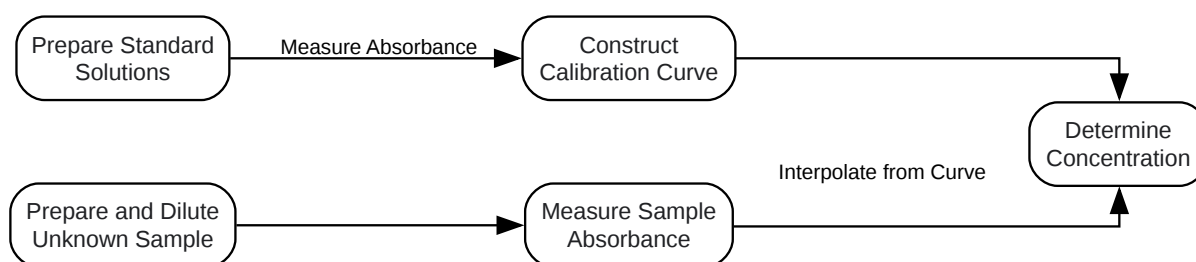 Prepare Standard
Solutions
Measure Absorbance
Construct
Calibration Curve
Determine
Concentration
Interpolate from Curve
Prepare and Dilute
Unknown Sample
Measure Sample
Absorbance